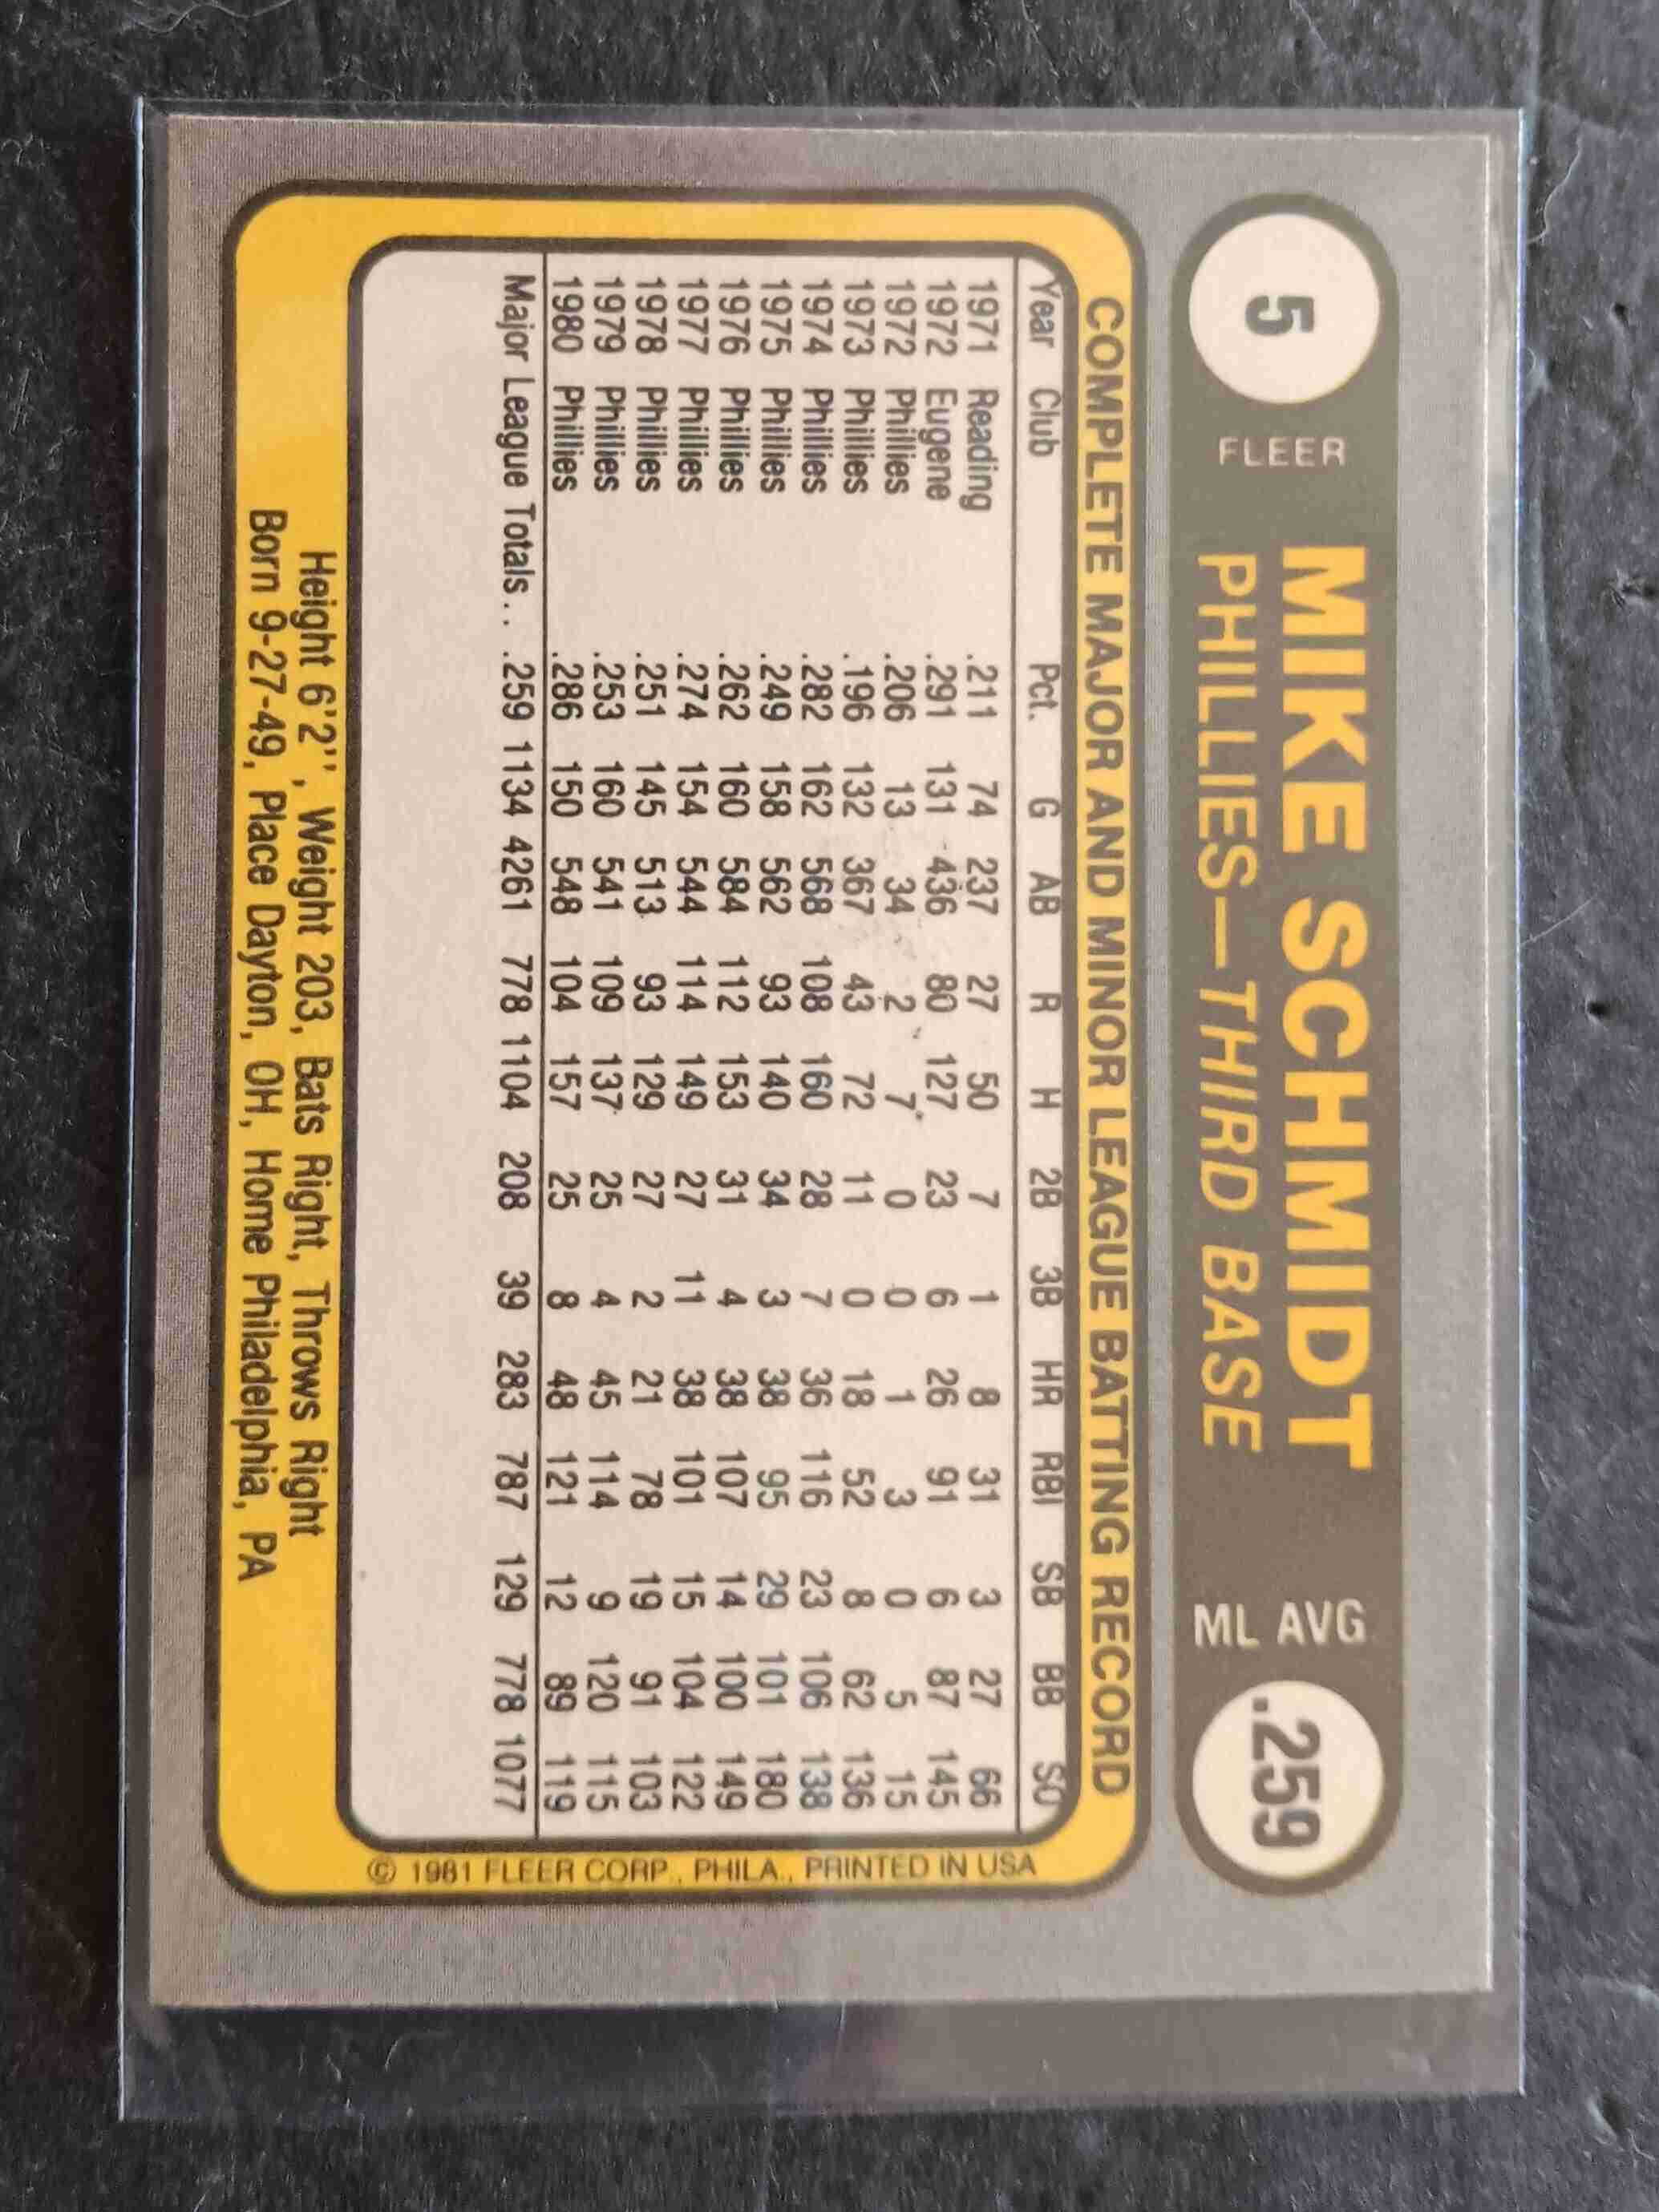 5 FLEER MIKE SCHMIDT ML AVG .259
PHILLIES—THIRD BASE
COMPLETE MAJOR AND MINOR LEAGUE BATTING RECORD
Year Club Pct. G AB R H 2B 3B HR RBI SB BB SO
1971 Reading .211 74 237 27 50 7 1 8 31 3 27 66
1972 Eugene .291 131 436 80 127 23 6 26 91 6 87 145
1972 Phillies .206 13 34 2 7 0 0 1 3 0 5 15
1973 Phillies .196 132 367 43 72 11 0 18 52 8 62 136
1974 Phillies .282 162 568 108 160 28 7 36 116 23 106 138
1975 Phillies .249 158 562 93 140 34 3 38 95 29 101 180
1976 Phillies .262 160 584 112 153 31 4 38 107 14 100 149
1977 Phillies .274 154 544 114 149 27 11 38 101 15 104 122
1978 Phillies .251 145 513 93 129 27 2 21 78 19 91 103
1979 Phillies .253 160 541 109 137 25 4 45 114 9 120 115
1980 Phillies .286 150 548 104 157 25 8 48 121 12 89 119
Major League Totals . . .259 1134 4261 778 1104 208 39 283 787 129 778 1077
Height 6'2'', Weight 203, Bats Right, Throws Right
Born 9-27-49, Place Dayton, OH, Home Philadelphia, PA
© 1981 FLEER CORP., PHILA., PRINTED IN USA